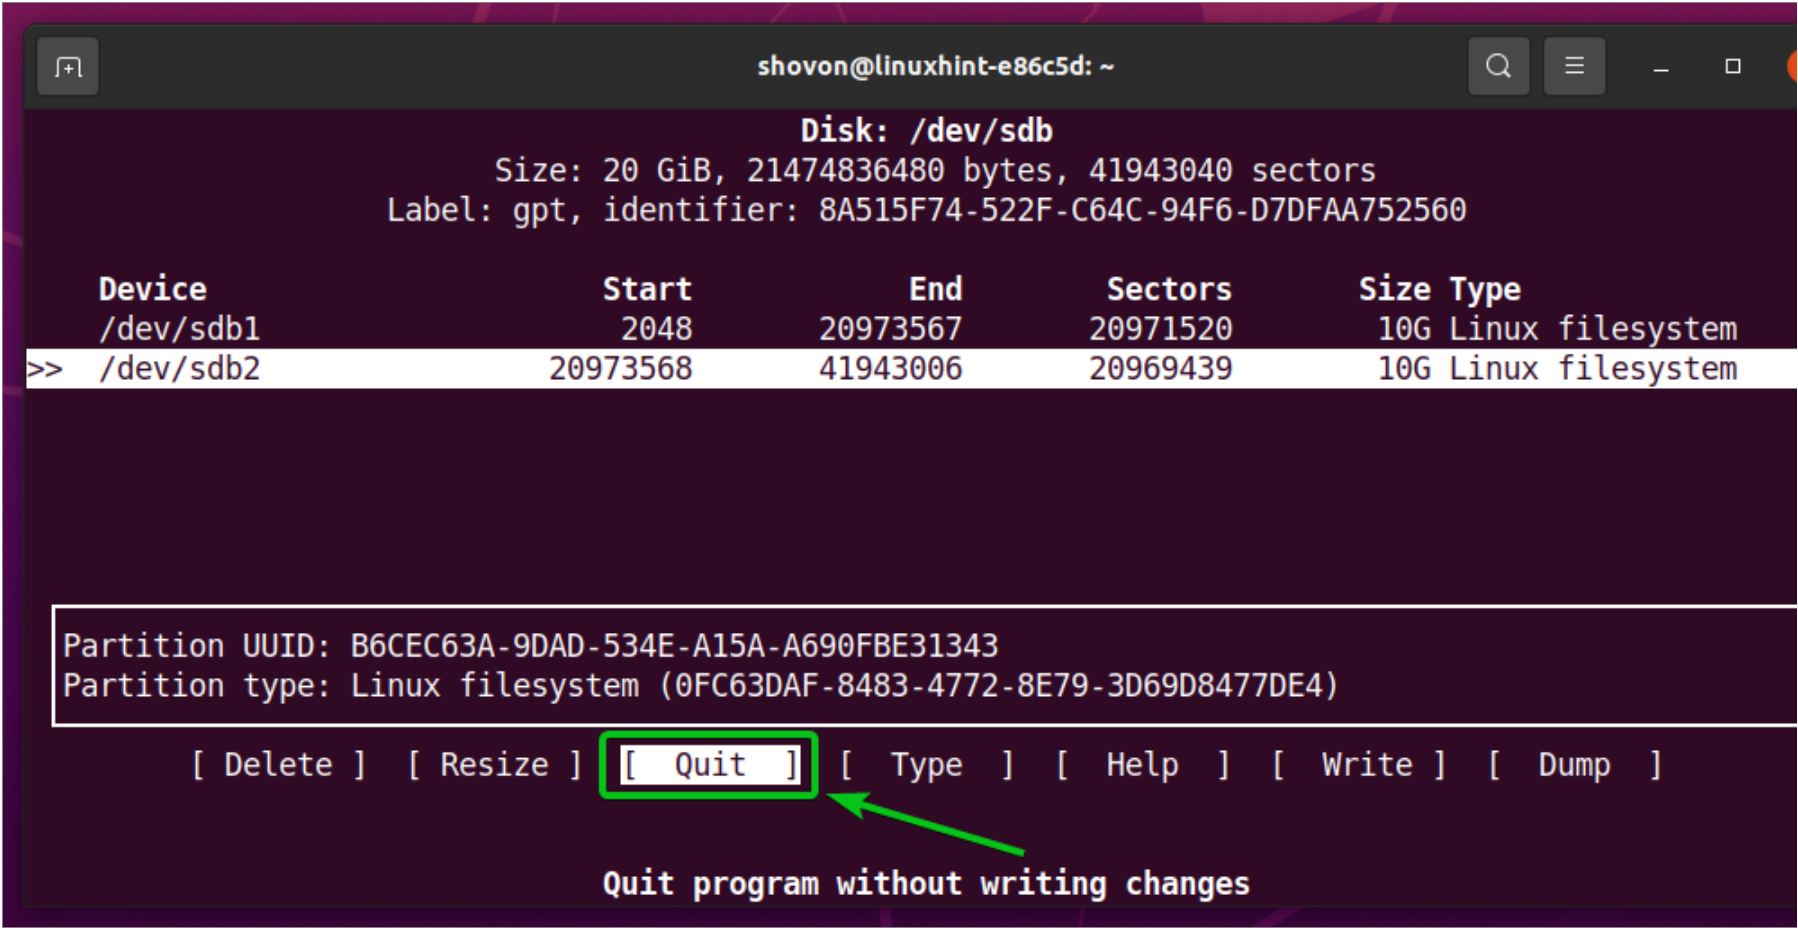 shovon@linuxhint-e86c5d: ~
Disk: /dev/sdb
Size: 20 GiB, 21474836480 bytes, 41943040 sectors
Label: gpt, identifier: 8A515F74-522F-C64C-94F6-D7DFAA752560
Device Start End Sectors Size Type
/dev/sdb1 2048 20973567 20971520 10G Linux filesystem
>> /dev/sdb2 20973568 41943006 20969439 10G Linux filesystem
Partition UUID: B6CEC63A-9DAD-534E-A15A-A690FBE31343
Partition type: Linux filesystem (0FC63DAF-8483-4772-8E79-3D69D8477DE4)
[ Delete ] [ Resize ] [ Quit ] [ Type ] [ Help ] [ Write ] [ Dump ]
Quit program without writing changes